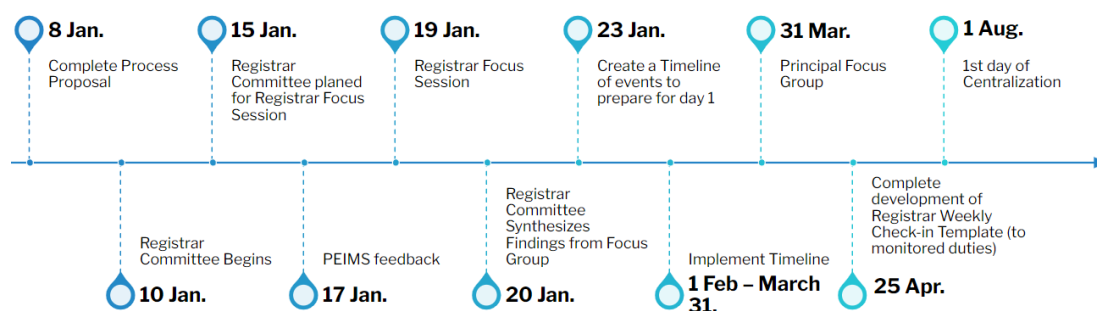 8 Jan.
Complete Process
Proposal
15 Jan.
Registrar
Committee planed
for Registrar Focus
Session
19 Jan.
Registrar Focus
Session
23 Jan.
Create a Timeline
of events to
prepare for day 1
31 Mar.
Principal Focus
Group
1 Aug.
1st day of
Centralization
Registrar
Committee Begins
10 Jan.
PEIMS feedback
17 Jan.
Registrar
Committee
Synthesizes
Findings from Focus
Group
20 Jan.
Implement Timeline
1 Feb – March
31.
Complete
development of
Registrar Weekly
Check-in Template (to
monitored duties)
25 Apr.